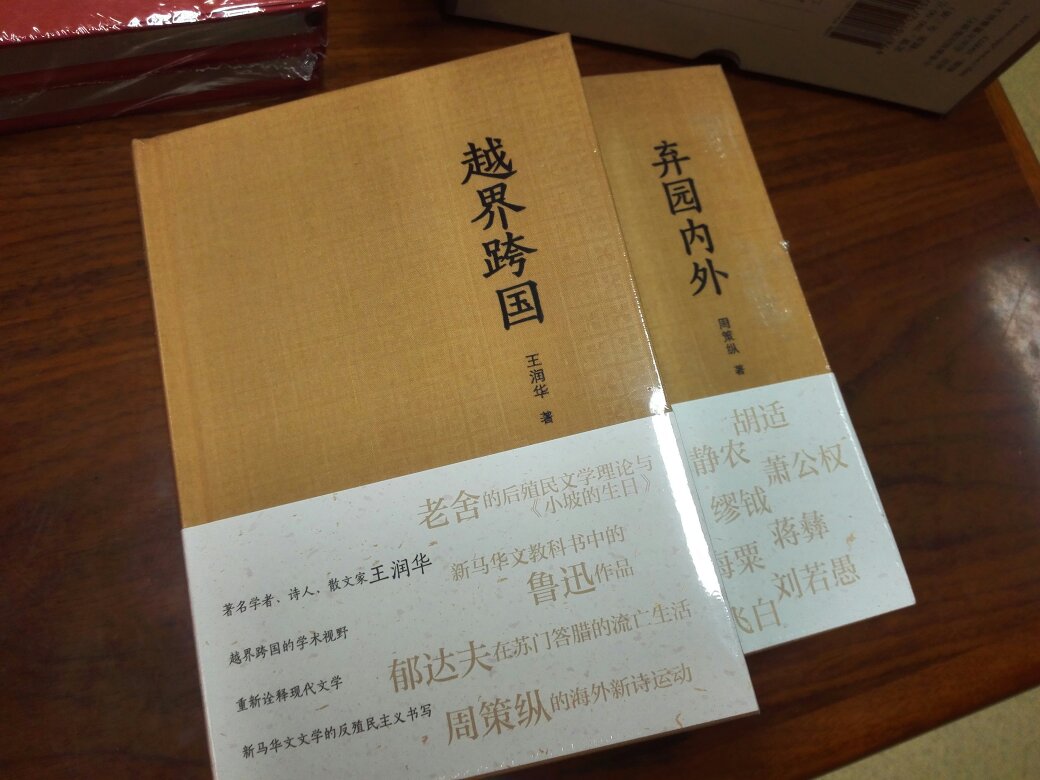 越界跨国
王润华 著
老舍的后殖民文学理论与
《小坡的生日》
新马华文教科书中的
鲁迅作品
郁达夫在苏门答腊的流亡生活
周策纵的海外新诗运动
著名学者、诗人，散文家王润华
越界跨国的学术视野
重新诠释现代文学
新马华文文学的反殖民主义书写
弃园内外
周策纵 著
胡适
静农
萧公权
缪钺
蒋彝
海粟
刘若愚
飞白